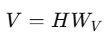 V = HW_V